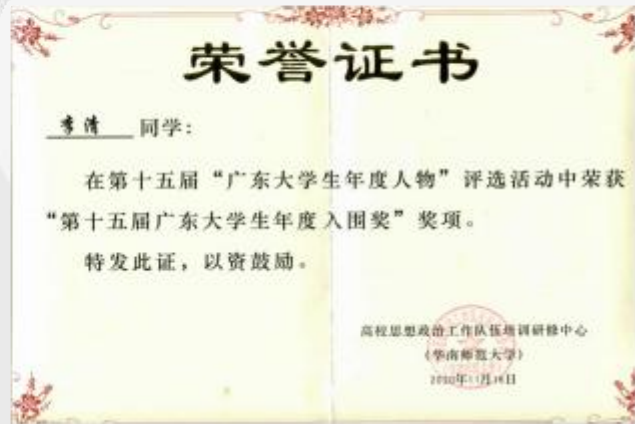 荣誉证书
李清 同学：
在第十五届“广东大学生年度人物”评选活动中荣获
“第十五届广东大学生年度入围奖”奖项。
特发此证，以资鼓励。
高校思想政治工作队伍培训研修中心
（华南师范大学）